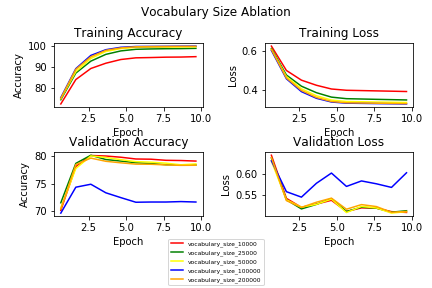 Vocabulary Size Ablation
Training Accuracy
Training Loss
100
90
80
Accuracy
2.5 5.0 7.5 10.0
Epoch
0.6
0.4
Loss
2.5 5.0 7.5 10.0
Epoch
Validation Accuracy
Validation Loss
80
75
70
Accuracy
2.5 5.0 7.5 10.0
Epoch
0.60
0.55
Loss
2.5 5.0 7.5 10.0
Epoch
vocabulary_size_10000
vocabulary_size_25000
vocabulary_size_50000
vocabulary_size_100000
vocabulary_size_200000